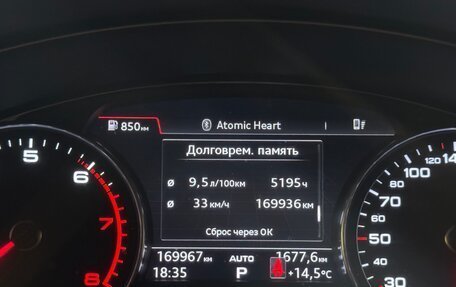 850км Atomic Heart
Долговрем. память
ø 9,5л/100км 5195ч
ø 33км/ч 169936км
Сброс через ОК
169967км AUTO 1677,6км
18:35 P +14,5°C
5
6
7
8
120 14
100
80
70
60
50
30